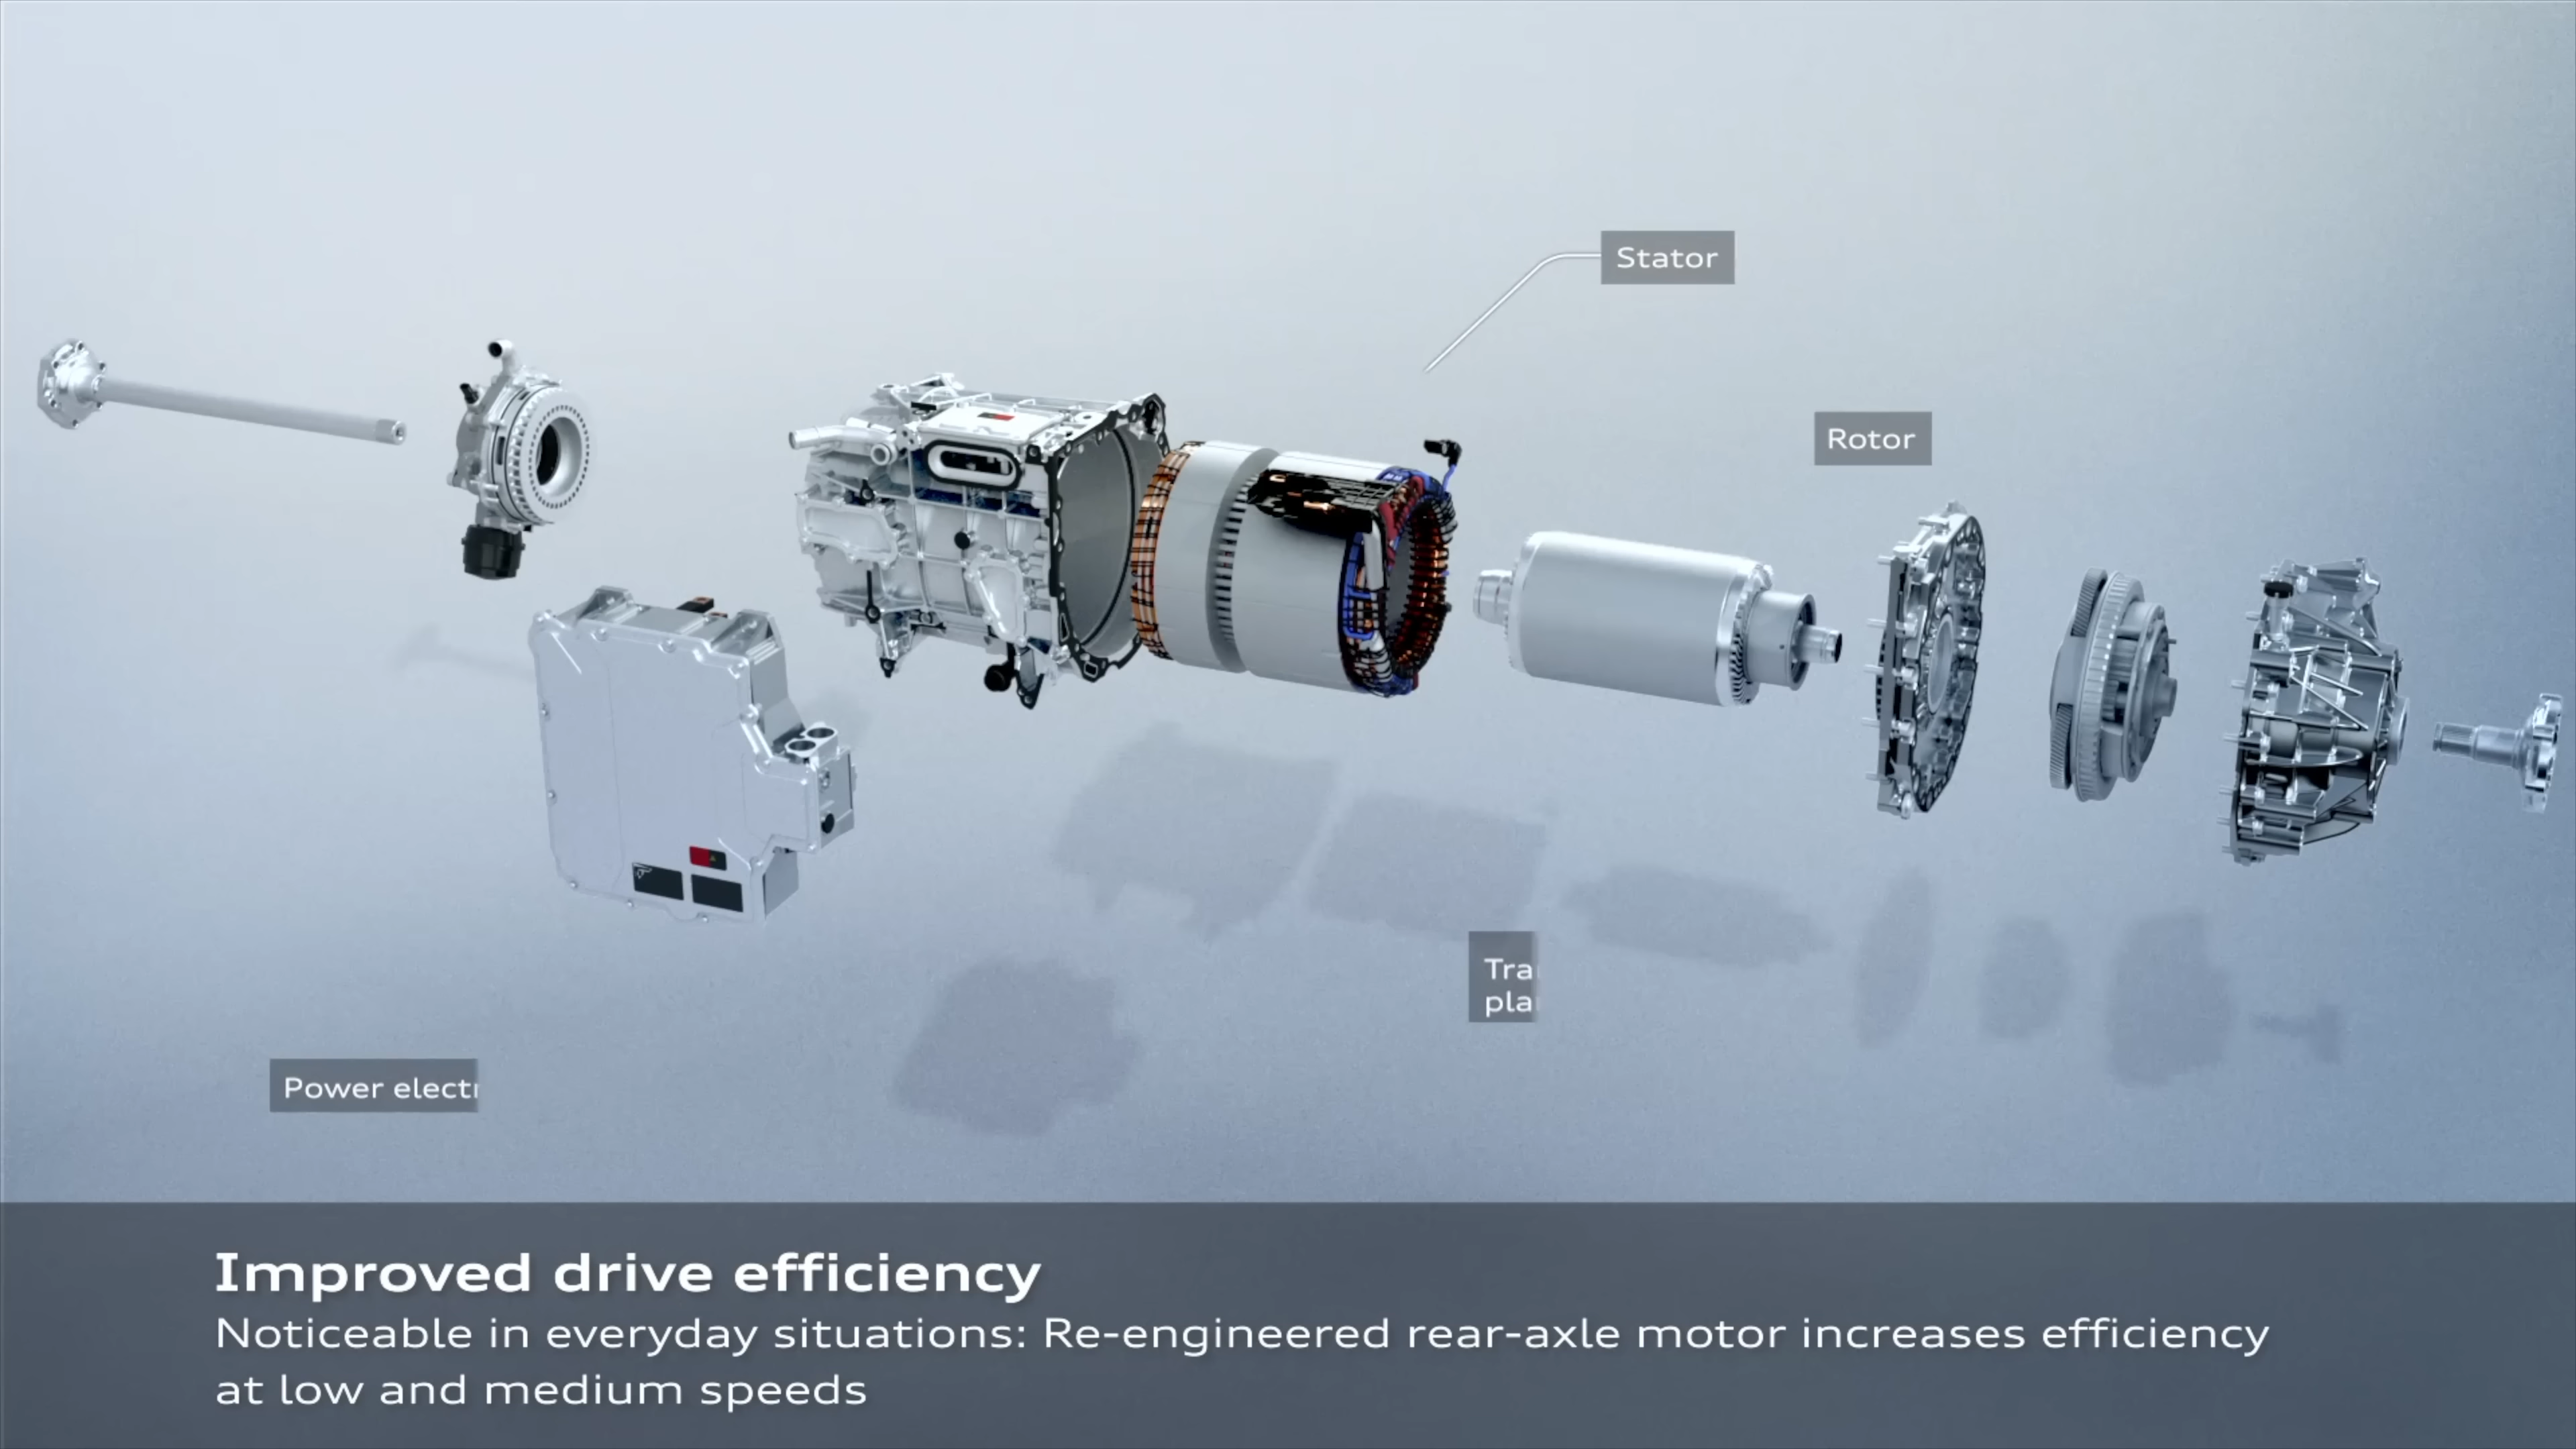 Stator
Rotor
Tra
pla
Power elect
Improved drive efficiency
Noticeable in everyday situations: Re-engineered rear-axle motor increases efficiency
at low and medium speeds